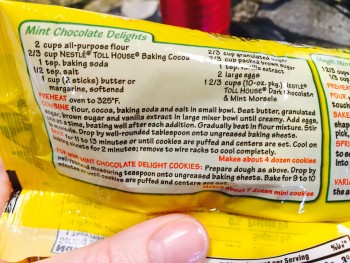 Mint Chocolate Delights
2 cups all-purpose flour
2/3 cup NESTLÉ® TOLL HOUSE® Baking Cocoa
1 tsp. baking soda
1/2 tsp. salt
1 cup (2 sticks) butter or
margarine, softened
2/3 cup granulated sugar
2/3 cup packed brown sugar
1 tsp. vanilla extract
2 large eggs
2/3 cups (10-oz. pkg.) NESTLÉ®
TOLL HOUSE® Dark Chocolate
& Mint Morsels
PREHEAT oven to 325°F.
COMBINE flour, cocoa, baking soda and salt in small bowl. Beat butter, granulated
sugar, brown sugar and vanilla extract in large mixer bowl until creamy. Add eggs,
at a time, beating well after each addition. Gradually beat in flour mixture. Stir
Drop by well-rounded tablespoon onto ungreased baking sheets.
for 11 to 13 minutes or until cookies are puffed and centers are set. Cool on
baking sheets for 2 minutes; remove to wire racks to cool completely.
Makes about 4 dozen cookies
FOR MINI MINT CHOCOLATE DELIGHT COOKIES: Prepare dough as above. Drop by
measuring teaspoon onto ungreased baking sheets. Bake for 8 to 10
minutes or until cookies are puffed and centers are
Makes about 7 dozen mini cookies
per Serving